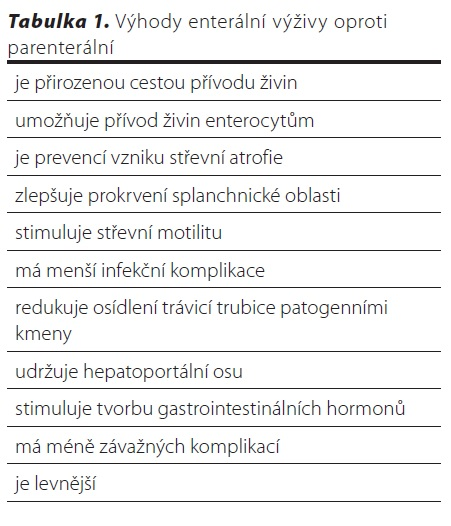 Tabulka 1. Výhody enterální výživy oproti
parenterální
je přirozenou cestou přívodu živin
umožňuje přívod živin enterocytům
je prevencí vzniku střevní atrofie
zlepšuje prokrvení splanchnické oblasti
stimuluje střevní motilitu
má menší infekční komplikace
redukuje osídlení trávicí trubice patogenními
kmeny
udržuje hepatoportální osu
stimuluje tvorbu gastrointestinálních hormonů
má méně závažných komplikací
je levnější